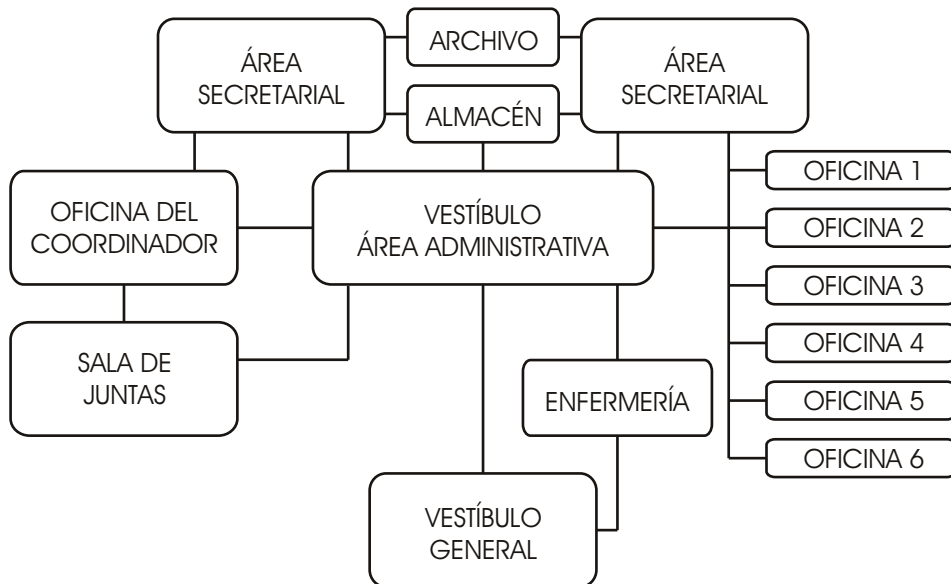 ÁREA
SECRETARIAL
ARCHIVO
ÁREA
SECRETARIAL
ALMACÉN
OFICINA DEL
COORDINADOR
VESTÍBULO
ÁREA ADMINISTRATIVA
OFICINA 1
OFICINA 2
OFICINA 3
OFICINA 4
OFICINA 5
OFICINA 6
SALA DE
JUNTAS
ENFERMERÍA
VESTÍBULO
GENERAL